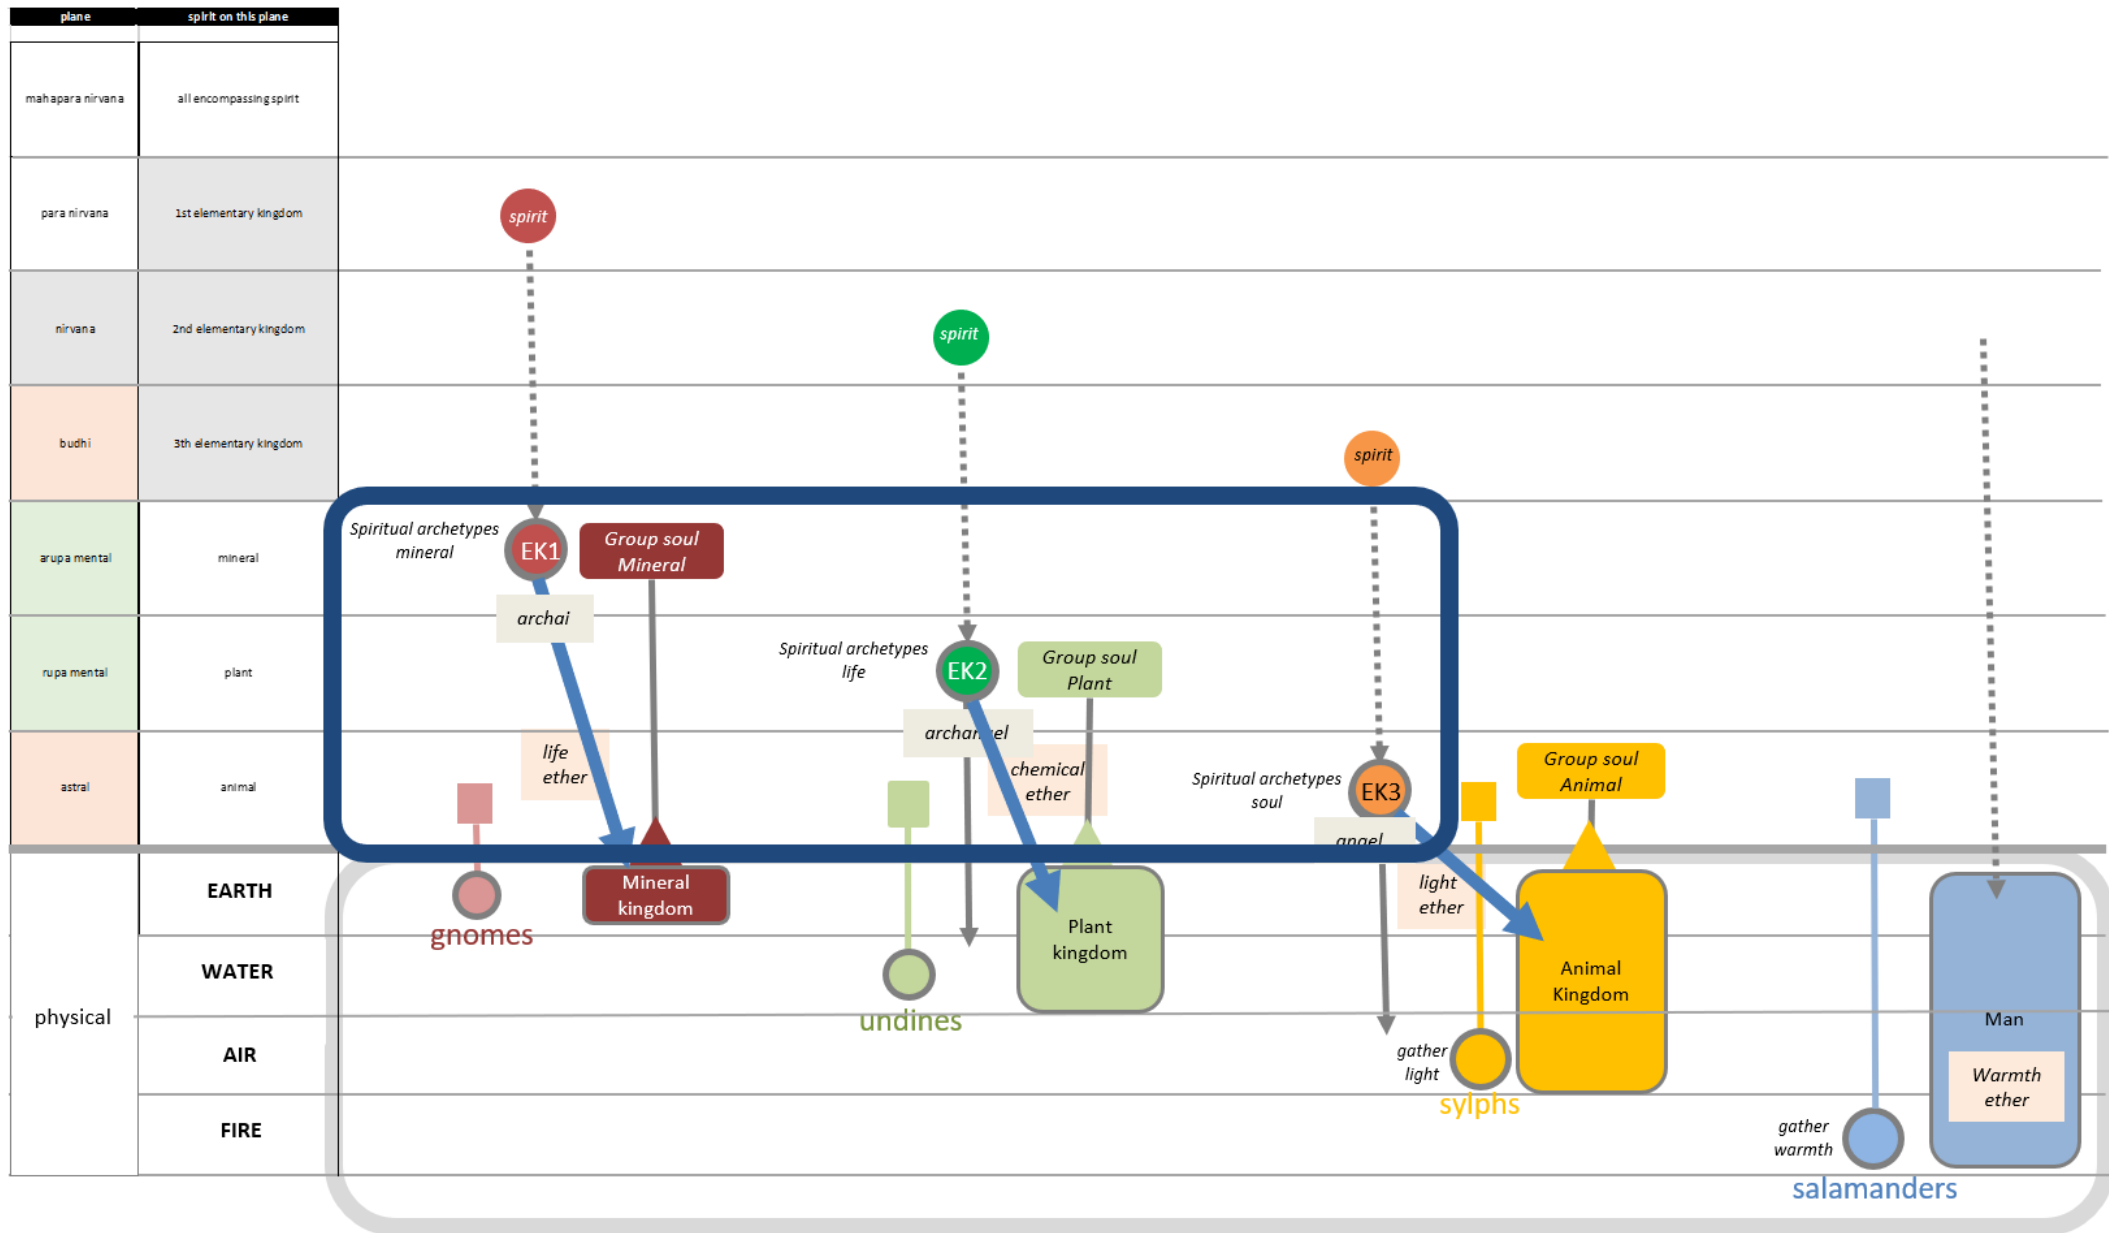 plane
spirit on this plane
mahapara nirvana
all encompassing spirit
para nirvana
1st elementary kingdom
spirit
nirvana
2nd elementary kingdom
spirit
budhi
3th elementary kingdom
spirit
arupa mental
mineral
Spiritual archetypes
mineral
EK1
Group soul
Mineral
archai
rupa mental
plant
Spiritual archetypes
life
EK2
Group soul
Plant
archangel
astral
animal
life
ether
chemical
ether
Spiritual archetypes
soul
EK3
Group soul
Animal
angel
physical
EARTH
gnomes
Mineral
kingdom
light
ether
WATER
undines
Plant
kingdom
Animal
Kingdom
AIR
gather
light
sylphs
Man
Warmth
ether
FIRE
gather
warmth
salamanders